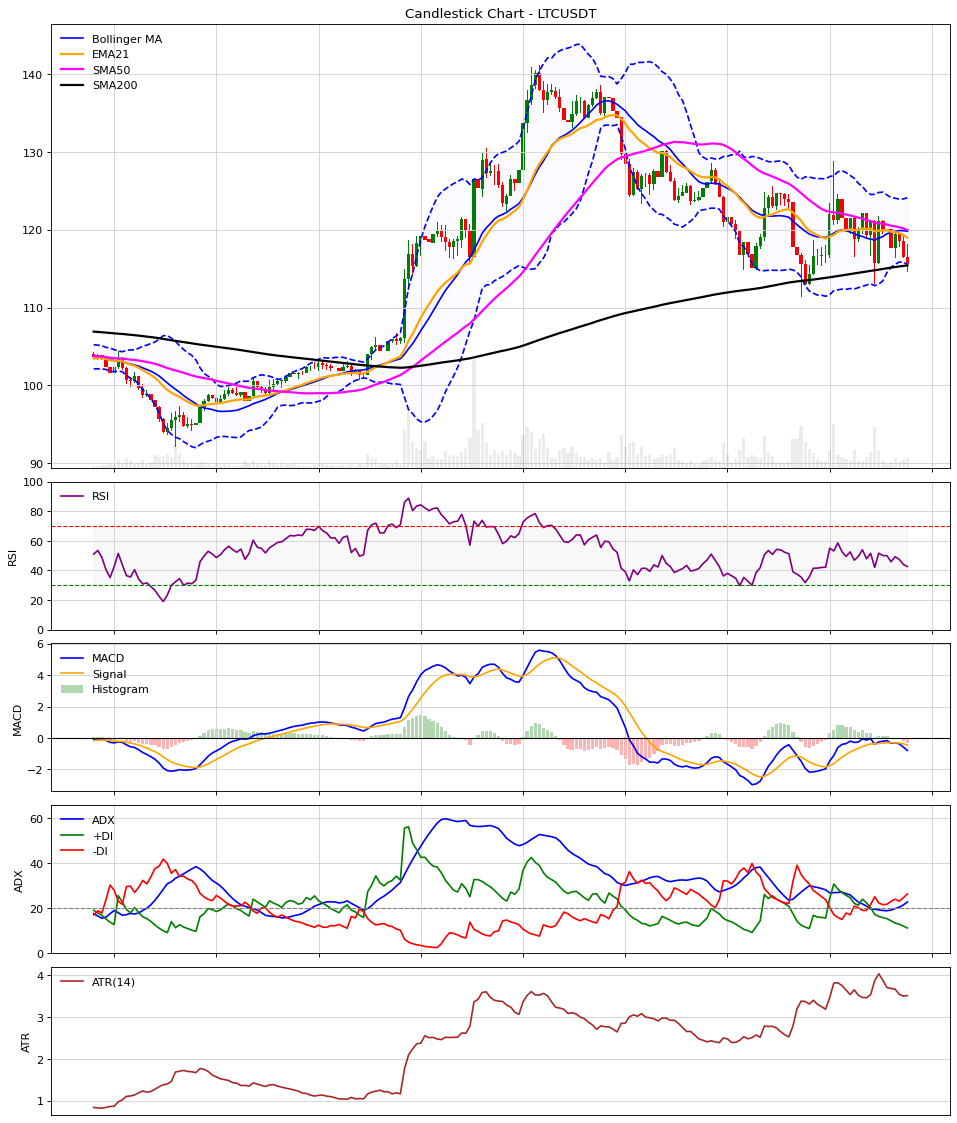 Candlestick Chart - LTCUSDT
Bollinger MA
EMA21
SMA50
SMA200
140
130
120
110
100
90
RSI
100
80
60
40
20
0
RSI
MACD
Signal
Histogram
6
4
2
0
−2
MACD
ADX
+DI
-DI
60
40
20
0
ADX
ATR(14)
4
3
2
1
ATR